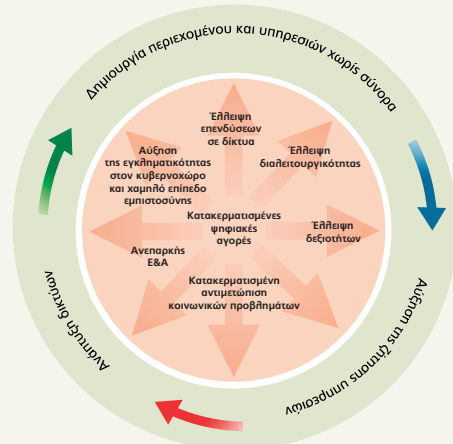 Δημιουργία περιεχομένου και υπηρεσιών χωρίς σύνορα
Έλλειψη
επενδύσεων
σε δίκτυα
Αύξηση
της εγκληματικότητας
στον κυβερνοχώρο
και χαμηλό επίπεδο
εμπιστοσύνης
Έλλειψη
διαλειτουργικότητας
Κατακερματισμένες
ψηφιακές
αγορές
Έλλειψη
δεξιοτήτων
Ανεπαρκής
Ε&Α
Κατακερματισμένη
αντιμετώπιση
κοινωνικών προβλημάτων
Αύξηση της ζήτησης υπηρεσιών
Ανάπτυξη δικτύων